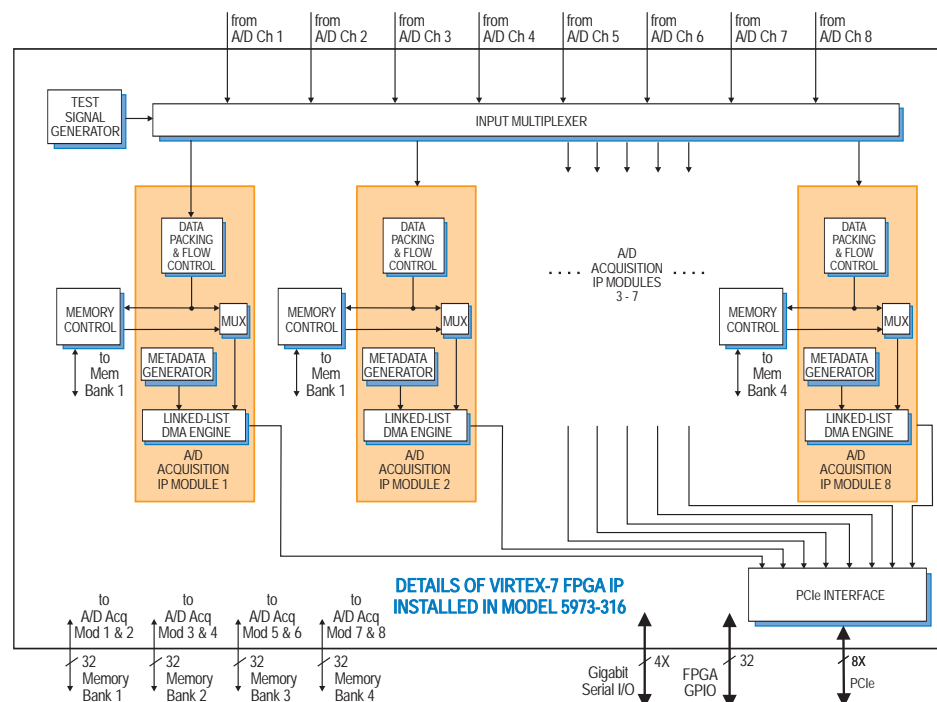 from
A/D Ch 1
from
A/D Ch 2
from
A/D Ch 3
from
A/D Ch 4
from
A/D Ch 5
from
A/D Ch 6
from
A/D Ch 7
from
A/D Ch 8
TEST
SIGNAL
GENERATOR
INPUT MULTIPLEXER
DATA
PACKING
& FLOW
CONTROL
MEMORY
CONTROL
MUX
to
Mem
Bank 1
METADATA
GENERATOR
LINKED-LIST
DMA ENGINE
A/D
ACQUISITION
IP MODULE 1
DATA
PACKING
& FLOW
CONTROL
MEMORY
CONTROL
MUX
to
Mem
Bank 1
METADATA
GENERATOR
LINKED-LIST
DMA ENGINE
A/D
ACQUISITION
IP MODULE 2
A/D
. . . . ACQUISITION . . . .
IP MODULES
3 - 7
DATA
PACKING
& FLOW
CONTROL
MEMORY
CONTROL
MUX
to
Mem
Bank 4
METADATA
GENERATOR
LINKED-LIST
DMA ENGINE
A/D
ACQUISITION
IP MODULE 8
DETAILS OF VIRTEX-7 FPGA IP
INSTALLED IN MODEL 5973-316
PCIe INTERFACE
to
A/D Acq
Mod 1 & 2
to
A/D Acq
Mod 3 & 4
to
A/D Acq
Mod 5 & 6
to
A/D Acq
Mod 7 & 8
32
Memory
Bank 1
32
Memory
Bank 2
32
Memory
Bank 3
32
Memory
Bank 4
Gigabit
Serial I/O
4X
FPGA
GPIO
32
8X
PCIe